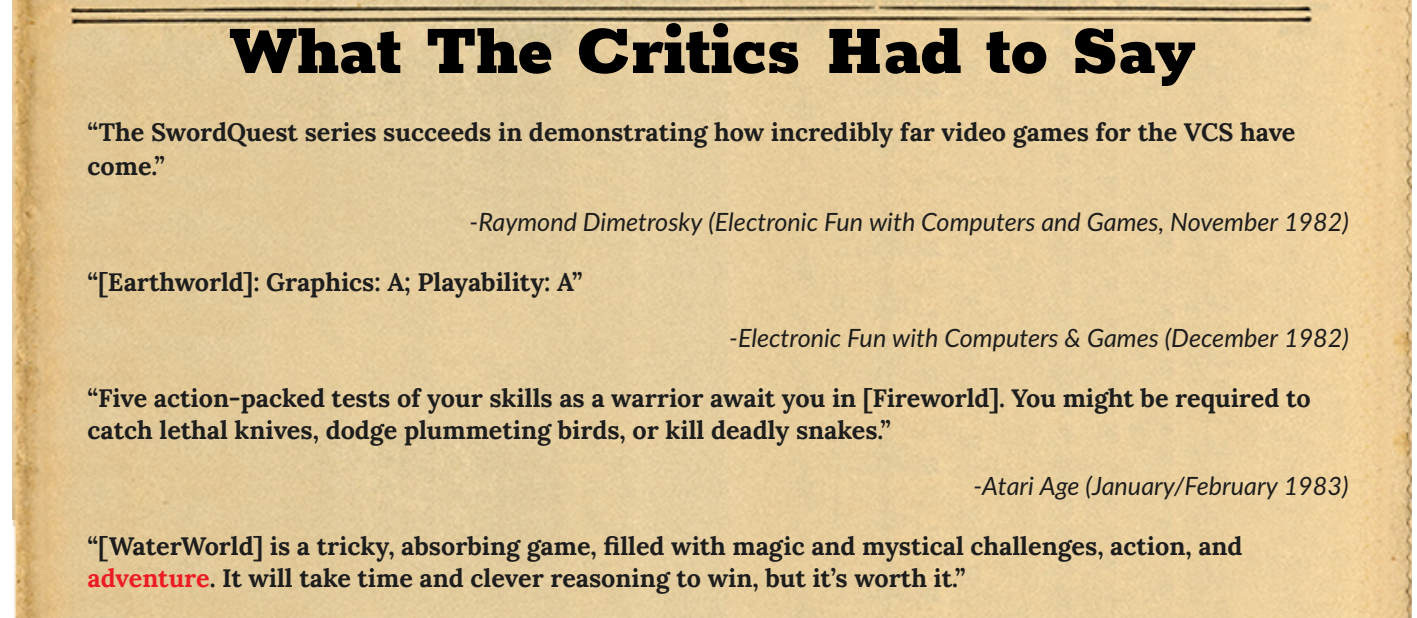 What The Critics Had to Say
“The SwordQuest series succeeds in demonstrating how incredibly far video games for the VCS have
come.”
-Raymond Dimetrosky (Electronic Fun with Computers and Games, November 1982)
“[Earthworld]: Graphics: A; Playability: A”
-Electronic Fun with Computers & Games (December 1982)
“Five action-packed tests of your skills as a warrior await you in [Fireworld]. You might be required to
catch lethal knives, dodge plummeting birds, or kill deadly snakes.”
-Atari Age (January/February 1983)
“[WaterWorld] is a tricky, absorbing game, filled with magic and mystical challenges, action, and
adventure. It will take time and clever reasoning to win, but it’s worth it.”